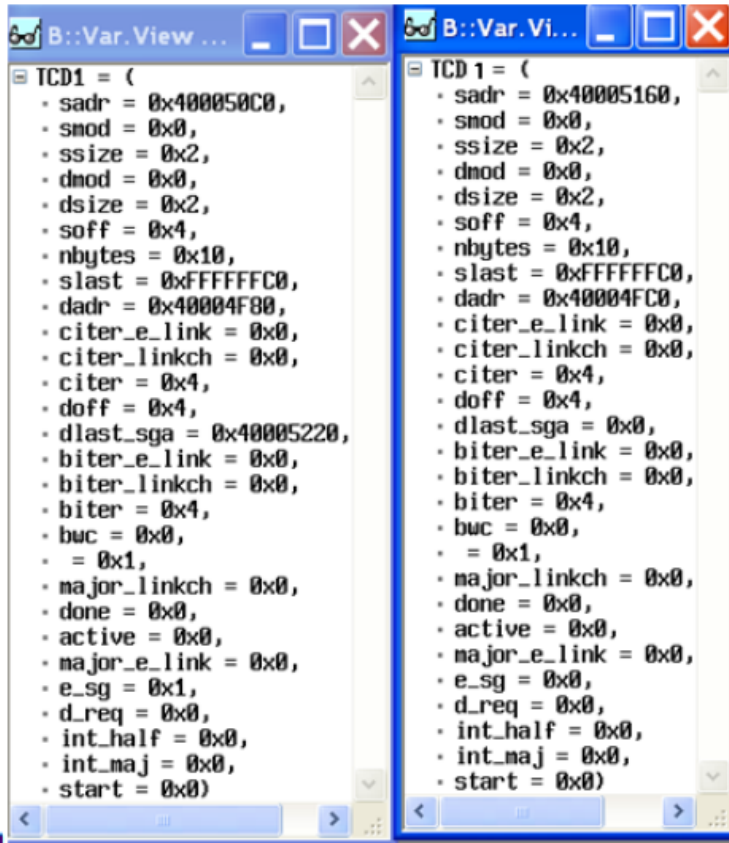 B::Var.View ...
TCD1 = (
sadr = 0x400050C0,
smod = 0x0,
ssize = 0x2,
dmod = 0x0,
dsize = 0x2,
soff = 0x4,
nbytes = 0x10,
slast = 0xFFFFFFC0,
dadr = 0x40004F80,
citer_e_link = 0x0,
citer_linkch = 0x0,
citer = 0x4,
doff = 0x4,
dlast_sga = 0x40005220,
biter_e_link = 0x0,
biter_linkch = 0x0,
biter = 0x4,
bwc = 0x0,
= 0x1,
major_linkch = 0x0,
done = 0x0,
active = 0x0,
major_e_link = 0x0,
e_sg = 0x1,
d_req = 0x0,
int_half = 0x0,
int_maj = 0x0,
start = 0x0)
B::Var.Vi...
TCD 1 = (
sadr = 0x40005160,
smod = 0x0,
ssize = 0x2,
dmod = 0x0,
dsize = 0x2,
soff = 0x4,
nbytes = 0x10,
slast = 0xFFFFFFC0,
dadr = 0x40004FC0,
citer_e_link = 0x0,
citer_linkch = 0x0,
citer = 0x4,
doff = 0x4,
dlast_sga = 0x0,
biter_e_link = 0x0,
biter_linkch = 0x0,
biter = 0x4,
bwc = 0x0,
= 0x1,
major_linkch = 0x0,
done = 0x0,
active = 0x0,
major_e_link = 0x0,
e_sg = 0x0,
d_req = 0x0,
int_half = 0x0,
int_maj = 0x0,
start = 0x0)